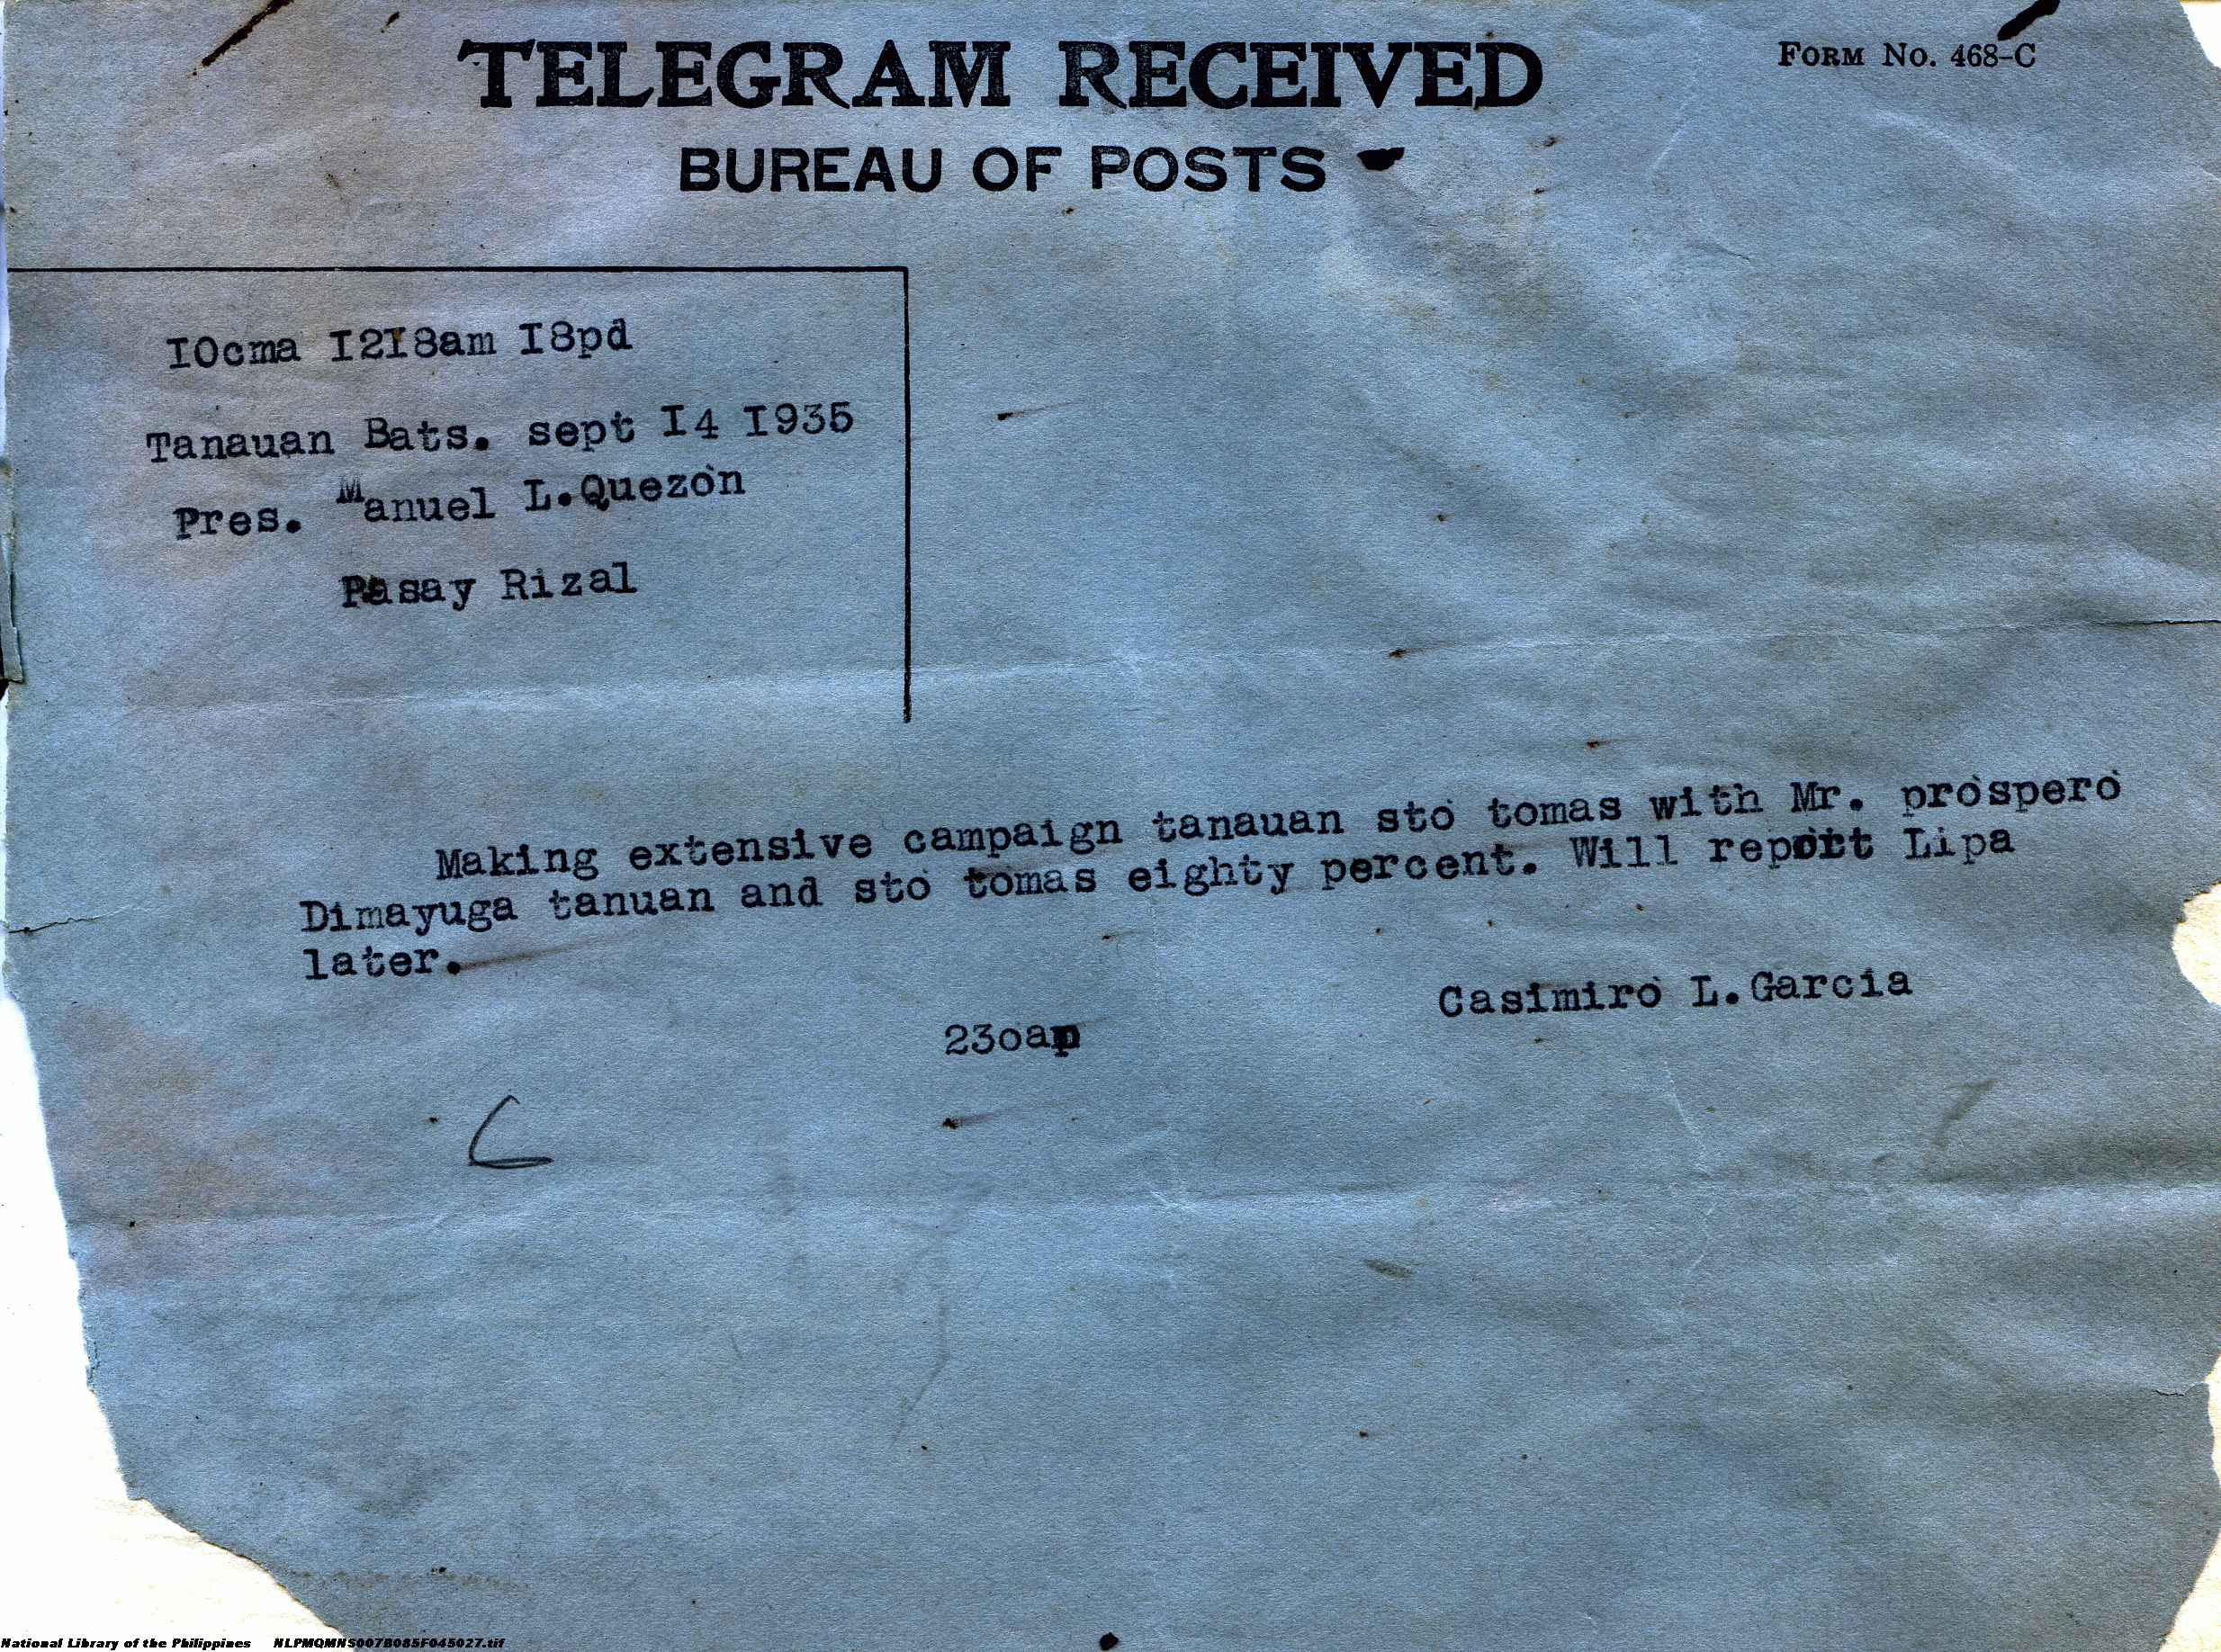 TELEGRAM RECEIVED
FORM NO. 468-C
BUREAU OF POSTS
I0cma I2I8am I8pd
Tanauan Bats. sept I4 I935
Pres. Manuel L.Quezon
Pasay Rizal
Making extensive campaign tanauan sto tomas with Mr. prospero
Dimayuga tanuan and sto tomas eighty percent. Will report Lipa
later.
Casimiro L.Garcia
23oam
National Library of the Philippines NLPMQMNS007B085F045027.tif